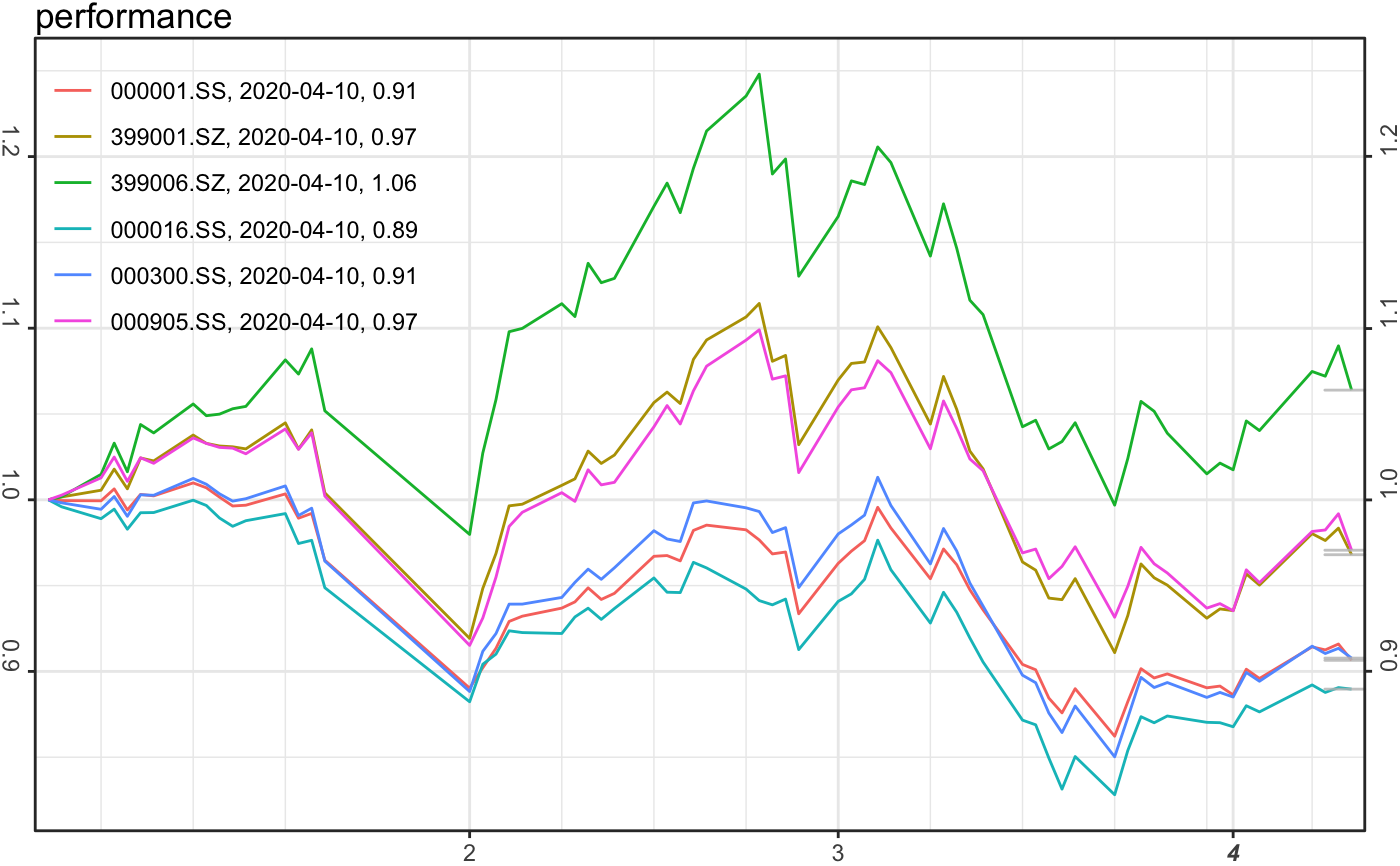 performance
000001.SS, 2020-04-10, 0.91
399001.SZ, 2020-04-10, 0.97
399006.SZ, 2020-04-10, 1.06
000016.SS, 2020-04-10, 0.89
000300.SS, 2020-04-10, 0.91
000905.SS, 2020-04-10, 0.97
1.2
1.1
1.0
0.9
1.2
1.1
1.0
0.9
2
3
4